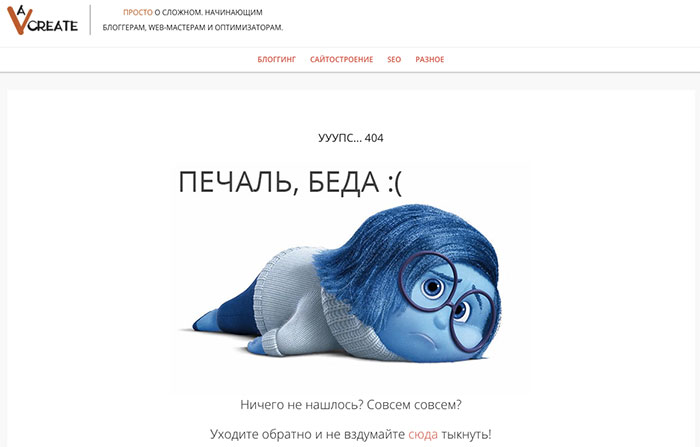 VACREATE
ПРОСТО О СЛОЖНОМ. НАЧИНАЮЩИМ
БЛОГГЕРАМ, WEB-МАСТЕРАМ И ОПТИМИЗАТОРАМ.
БЛОГГИНГ САЙТОСТРОЕНИЕ SEO РАЗНОЕ
УУУПС... 404
ПЕЧАЛЬ, БЕДА :(
Ничего не нашлось? Совсем совсем?
Уходите обратно и не вздумайте сюда тыкнуть!